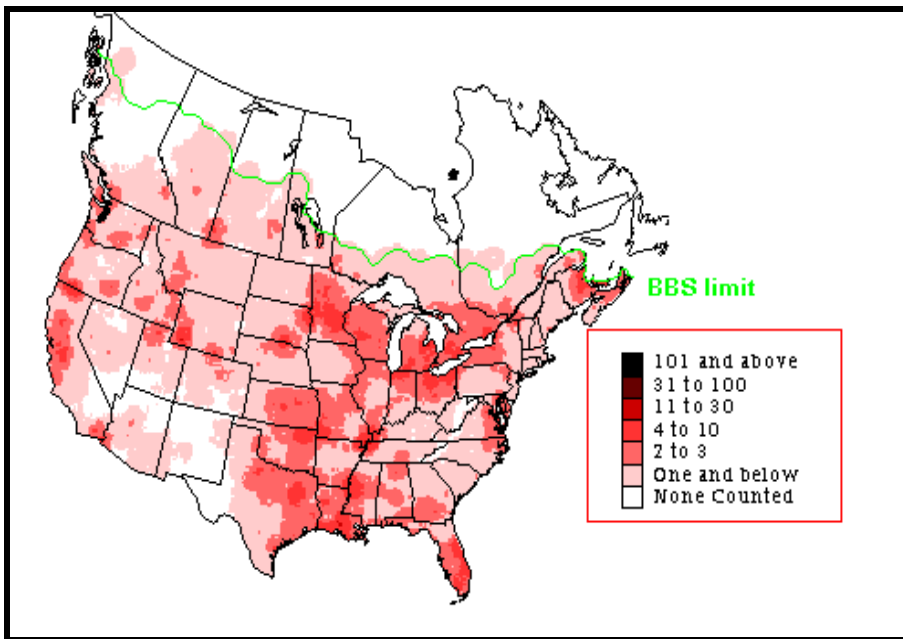 BBS limit
101 and above
31 to 100
11 to 30
4 to 10
2 to 3
One and below
None Counted